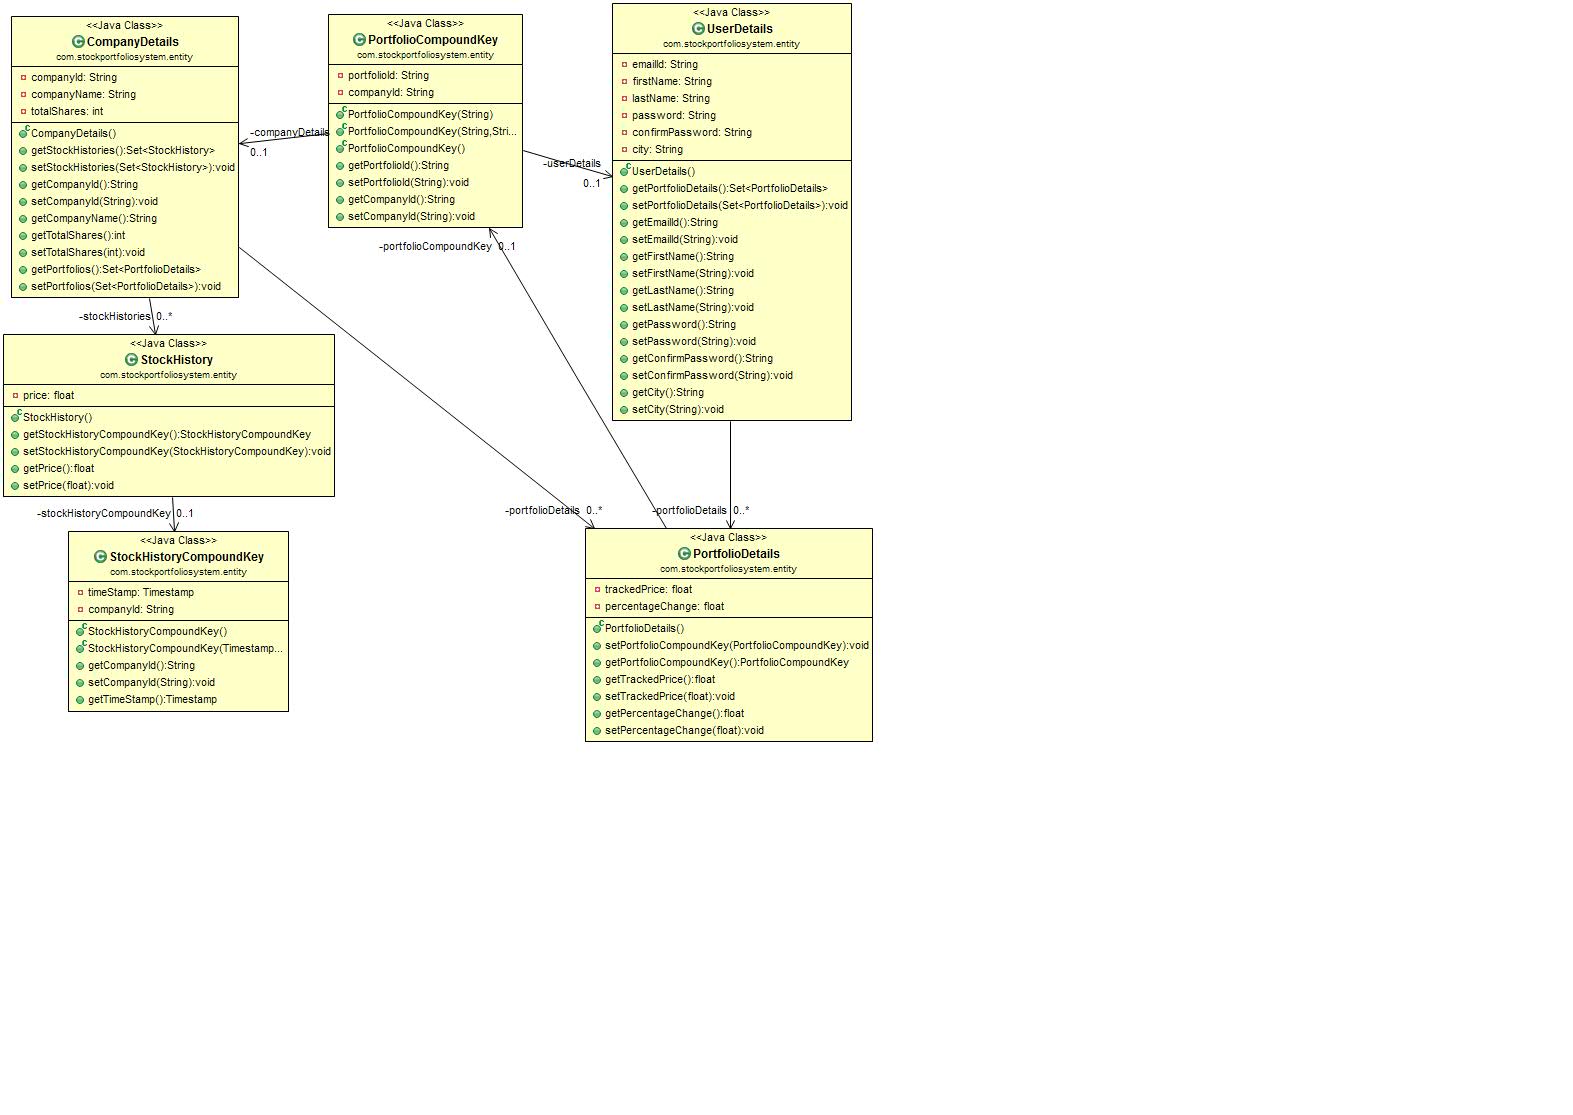 <<Java Class>>
CompanyDetails
com.stockportfoliosystem.entity
companyId: String
companyName: String
totalShares: int
CompanyDetails()
getStockHistories():Set<StockHistory>
setStockHistories(Set<StockHistory>):void
getCompanyId():String
setCompanyId(String):void
getCompanyName():String
getTotalShares():int
setTotalShares(int):void
getPortfolios():Set<PortfolioDetails>
setPortfolios(Set<PortfolioDetails>):void
<<Java Class>>
PortfolioCompoundKey
com.stockportfoliosystem.entity
portfolioId: String
companyId: String
PortfolioCompoundKey(String)
PortfolioCompoundKey(String,Stri...
PortfolioCompoundKey()
getPortfolioId():String
setPortfolioId(String):void
getCompanyId():String
setCompanyId(String):void
<<Java Class>>
UserDetails
com.stockportfoliosystem.entity
emailId: String
firstName: String
lastName: String
password: String
confirmPassword: String
city: String
UserDetails()
getPortfolioDetails():Set<PortfolioDetails>
setPortfolioDetails(Set<PortfolioDetails>):void
getEmailId():String
setEmailId(String):void
getFirstName():String
setFirstName(String):void
getLastName():String
setLastName(String):void
getPassword():String
setPassword(String):void
getConfirmPassword():String
setConfirmPassword(String):void
getCity():String
setCity(String):void
-companyDetails
0..1
-userDetails
0..1
-portfolioCompoundKey 0..1
-stockHistories 0..*
<<Java Class>>
StockHistory
com.stockportfoliosystem.entity
price: float
StockHistory()
getStockHistoryCompoundKey():StockHistoryCompoundKey
setStockHistoryCompoundKey(StockHistoryCompoundKey):void
getPrice():float
setPrice(float):void
-stockHistoryCompoundKey 0..1
-portfolioDetails 0..*
-portfolioDetails 0..*
<<Java Class>>
StockHistoryCompoundKey
com.stockportfoliosystem.entity
timeStamp: Timestamp
companyId: String
StockHistoryCompoundKey()
StockHistoryCompoundKey(Timestamp...
getCompanyId():String
setCompanyId(String):void
getTimeStamp():Timestamp
<<Java Class>>
PortfolioDetails
com.stockportfoliosystem.entity
trackedPrice: float
percentageChange: float
PortfolioDetails()
setPortfolioCompoundKey(PortfolioCompoundKey):void
getPortfolioCompoundKey():PortfolioCompoundKey
getTrackedPrice():float
setTrackedPrice(float):void
getPercentageChange():float
setPercentageChange(float):void